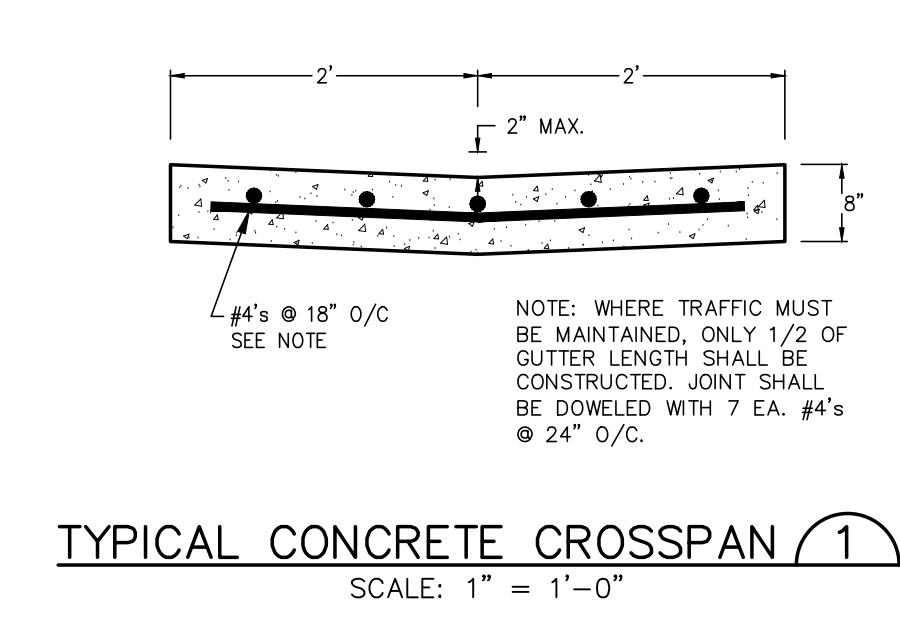 2' 2'
2" MAX.
8"
#4's @ 18" O/C
SEE NOTE
NOTE: WHERE TRAFFIC MUST
BE MAINTAINED, ONLY 1/2 OF
GUTTER LENGTH SHALL BE
CONSTRUCTED. JOINT SHALL
BE DOWELED WITH 7 EA. #4's
@ 24" O/C.
TYPICAL CONCRETE CROSSPAN 1
SCALE: 1" = 1'-0"